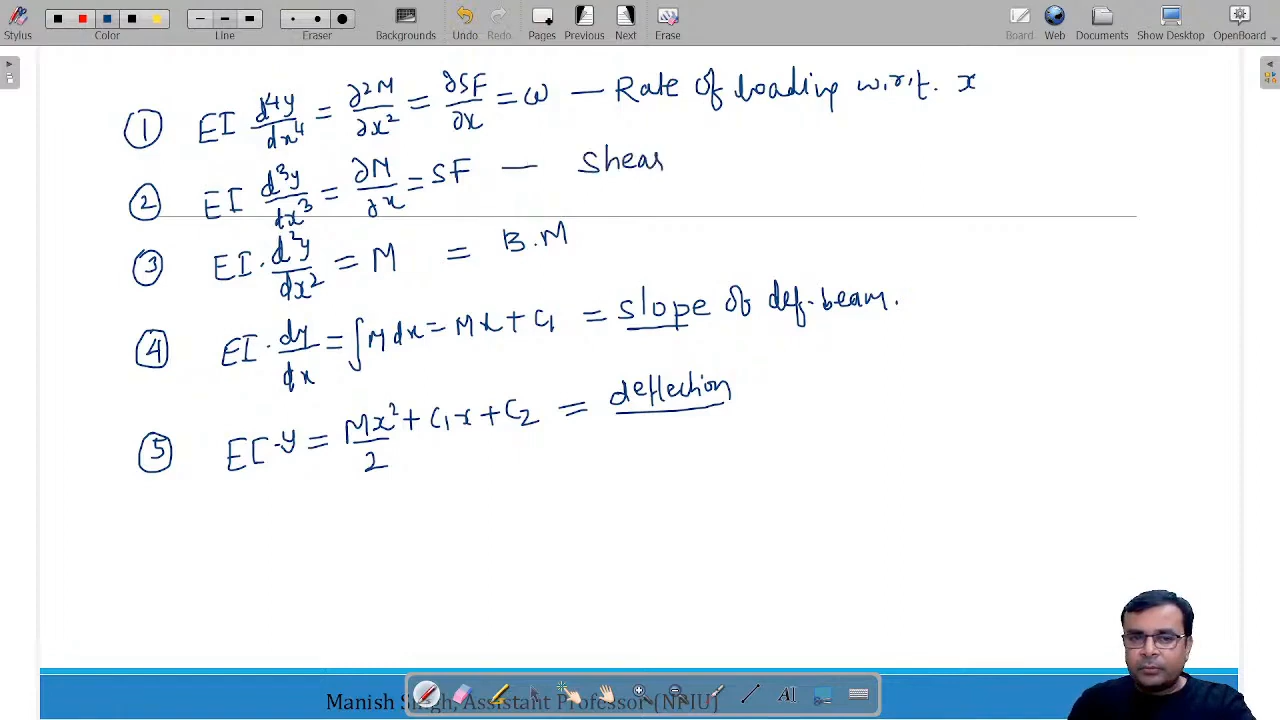 Stylus Color Line Eraser Backgrounds Undo Redo Pages Previous Next Erase Board Web Documents Show Desktop OpenBoard
① EI d⁴y/dx⁴ = ∂²M/∂x² = ∂SF/∂x = ω — Rate of loading w.r.t. x
② EI d³y/dx³ = ∂M/∂x = SF — Shear
③ EI · d²y/dx² = M = B.M
④ EI · dy/dx = ∫M dx = Mx + C₁ = slope of def. beam.
⑤ EI · y = Mx²/2 + C₁x + C₂ = deflection
Manish Singh, Assistant Professor (NPIU)